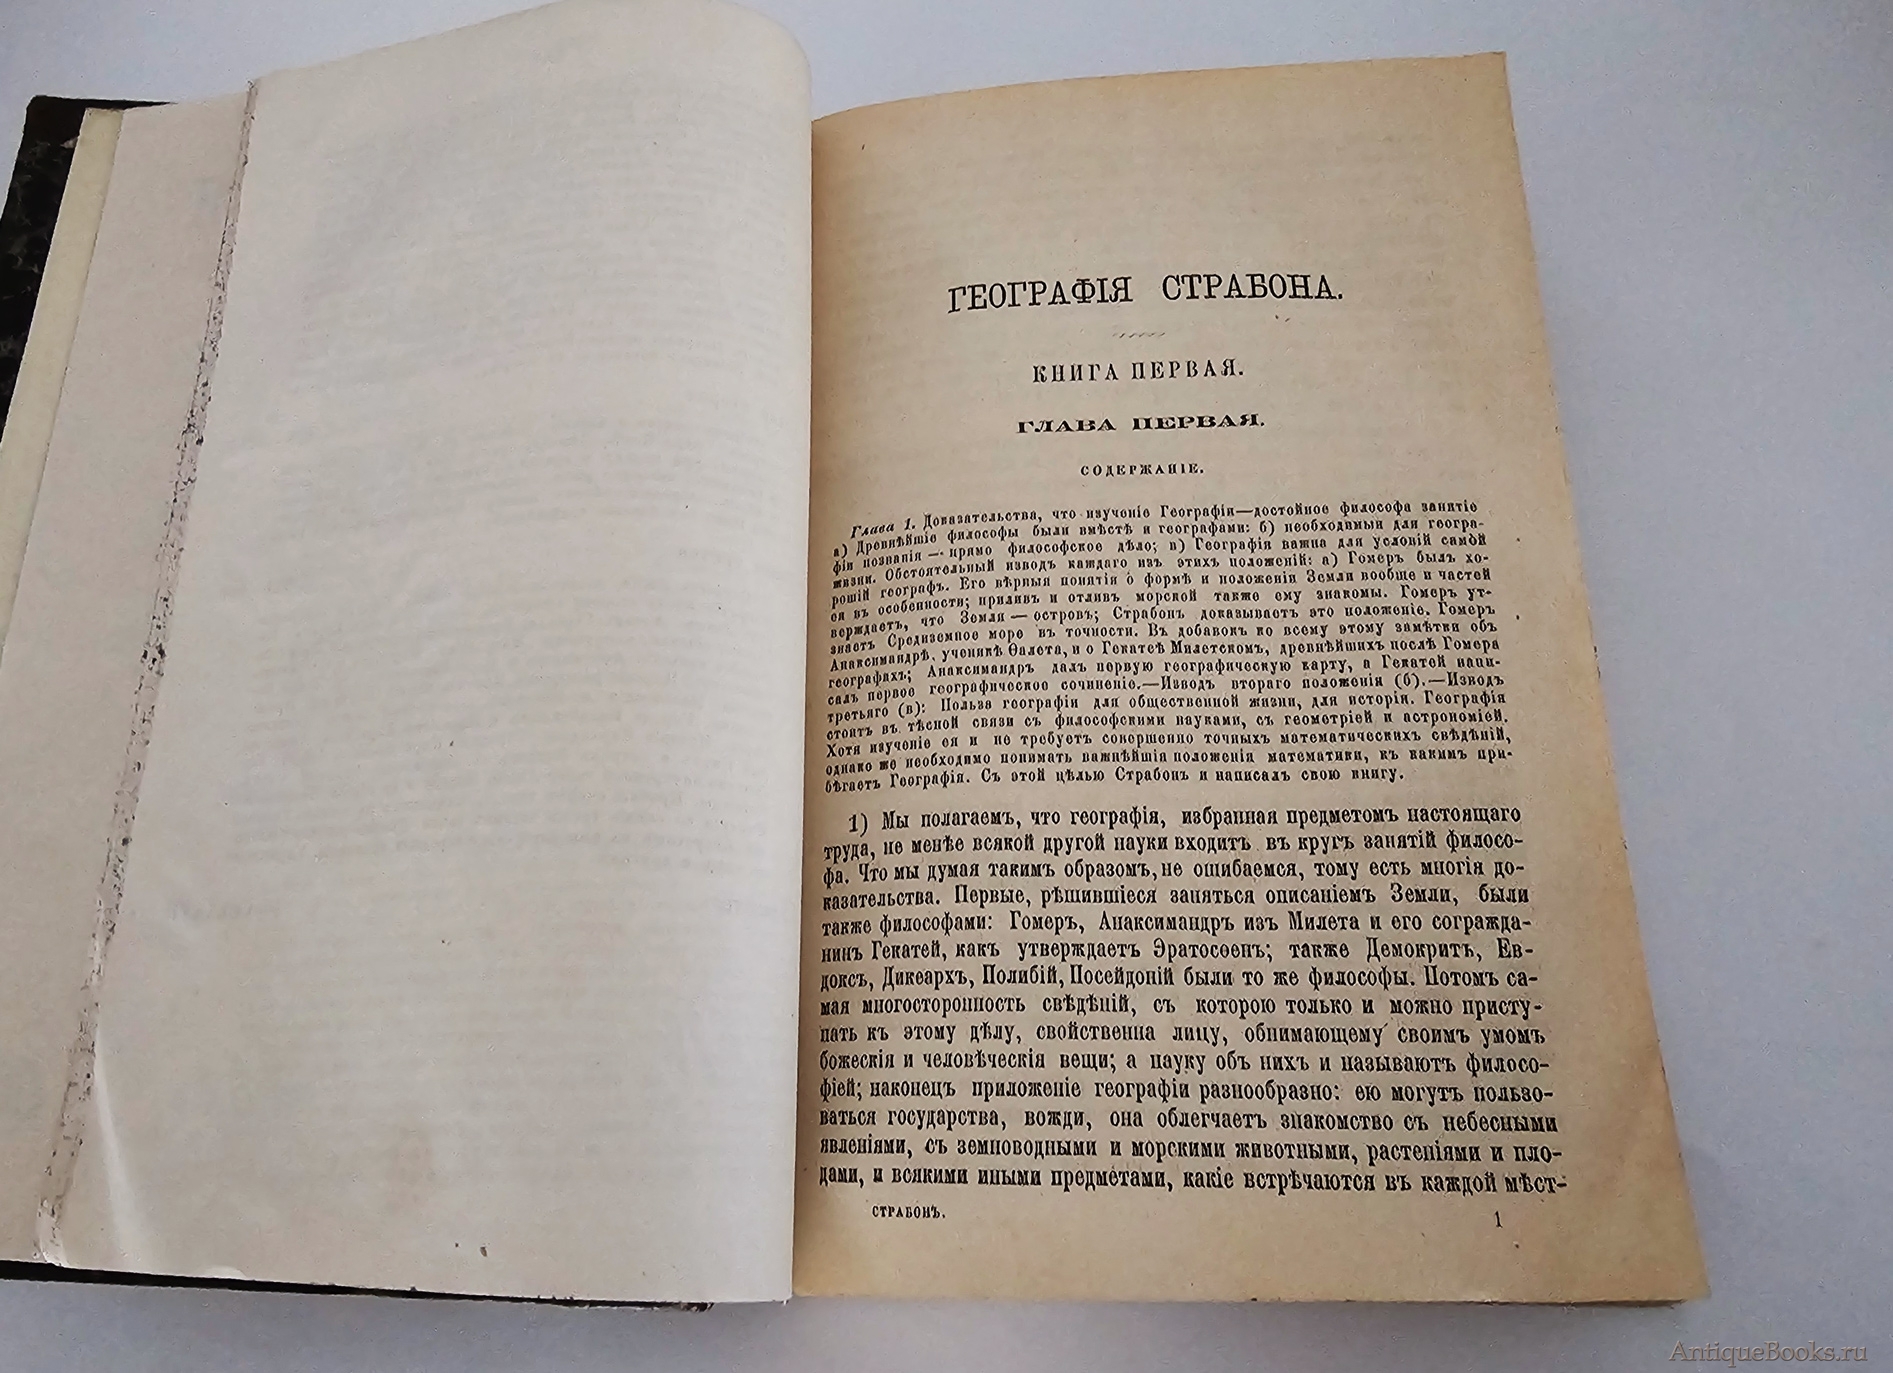 ГЕОГРАФІЯ СТРАБОНА.
КНИГА ПЕРВАЯ.
ГЛАВА ПЕРВАЯ.
СОДЕРЖАНІЕ.
Глава 1. Доказательства, что изученіе Географіи—достойное философа занятіе
а) Древнѣйшіе философы были вмѣстѣ и географами: б) необходимыя для геогра-
фіи познанія — прямо философское дѣло; в) Географія важна для условій самой
жизни. Обстоятельный изводъ каждаго изъ этихъ положеній: а) Гомеръ былъ хо-
рошій географъ. Его вѣрныя понятія о формѣ и положеніи Земли вообще и частей
ея въ особенности; приливъ и отливъ морской также ему знакомы. Гомеръ ут-
верждаетъ, что Земля — островъ; Страбонъ доказываетъ это положеніе. Гомеръ
знаетъ Средиземное море въ точности. Въ добавокъ ко всему этому замѣтки объ
Анаксимандрѣ, ученикѣ Ѳалета, и о Гекатеѣ Милетскомъ, древнѣйшихъ послѣ Гомера
географахъ; Анаксимандръ далъ первую географическую карту, а Гекатей напи-
салъ первое географическое сочиненіе.—Изводъ втораго положенія (б).—Изводъ
третьяго (в): Польза географіи для общественной жизни, для исторіи. Географія
стоитъ въ тѣсной связи съ философскими науками, съ геометріей и астрономіей.
Хотя изученіе ея и не требуетъ совершенно точныхъ математическихъ свѣдѣній,
однако же необходимо понимать важнѣйшія положенія математики, къ какимъ при-
бѣгаетъ Географія. Съ этой цѣлью Страбонъ и написалъ свою книгу.
1) Мы полагаемъ, что географія, избранная предметомъ настоящаго
труда, не менѣе всякой другой науки входитъ въ кругъ занятій филосо-
фа. Что мы думая такимъ образомъ, не ошибаемся, тому есть многія до-
казательства. Первые, рѣшившіеся заняться описаніемъ Земли, были
также философами: Гомеръ, Анаксимандръ изъ Милета и его согражда-
нинъ Гекатей, какъ утверждаетъ Эратосѳенъ; также Демокритъ, Ев-
доксъ, Дикеархъ, Полибій, Посейдоній были то же философы. Потомъ са-
мая многосторонность свѣдѣній, съ которою только и можно присту-
пать къ этому дѣлу, свойственна лицу, обнимающему своимъ умомъ
божескія и человѣческія вещи; а науку объ нихъ и называютъ филосо-
фіей; наконецъ приложеніе географіи разнообразно: ею могутъ пользо-
ваться государства, вожди, она облегчаетъ знакомство съ небесными
явленіями, съ земноводными и морскими животными, растеніями и пло-
дами, и всякими иными предметами, какіе встрѣчаются въ каждой мѣст-
СТРАБОНЪ.
1
AntiqueBooks.ru